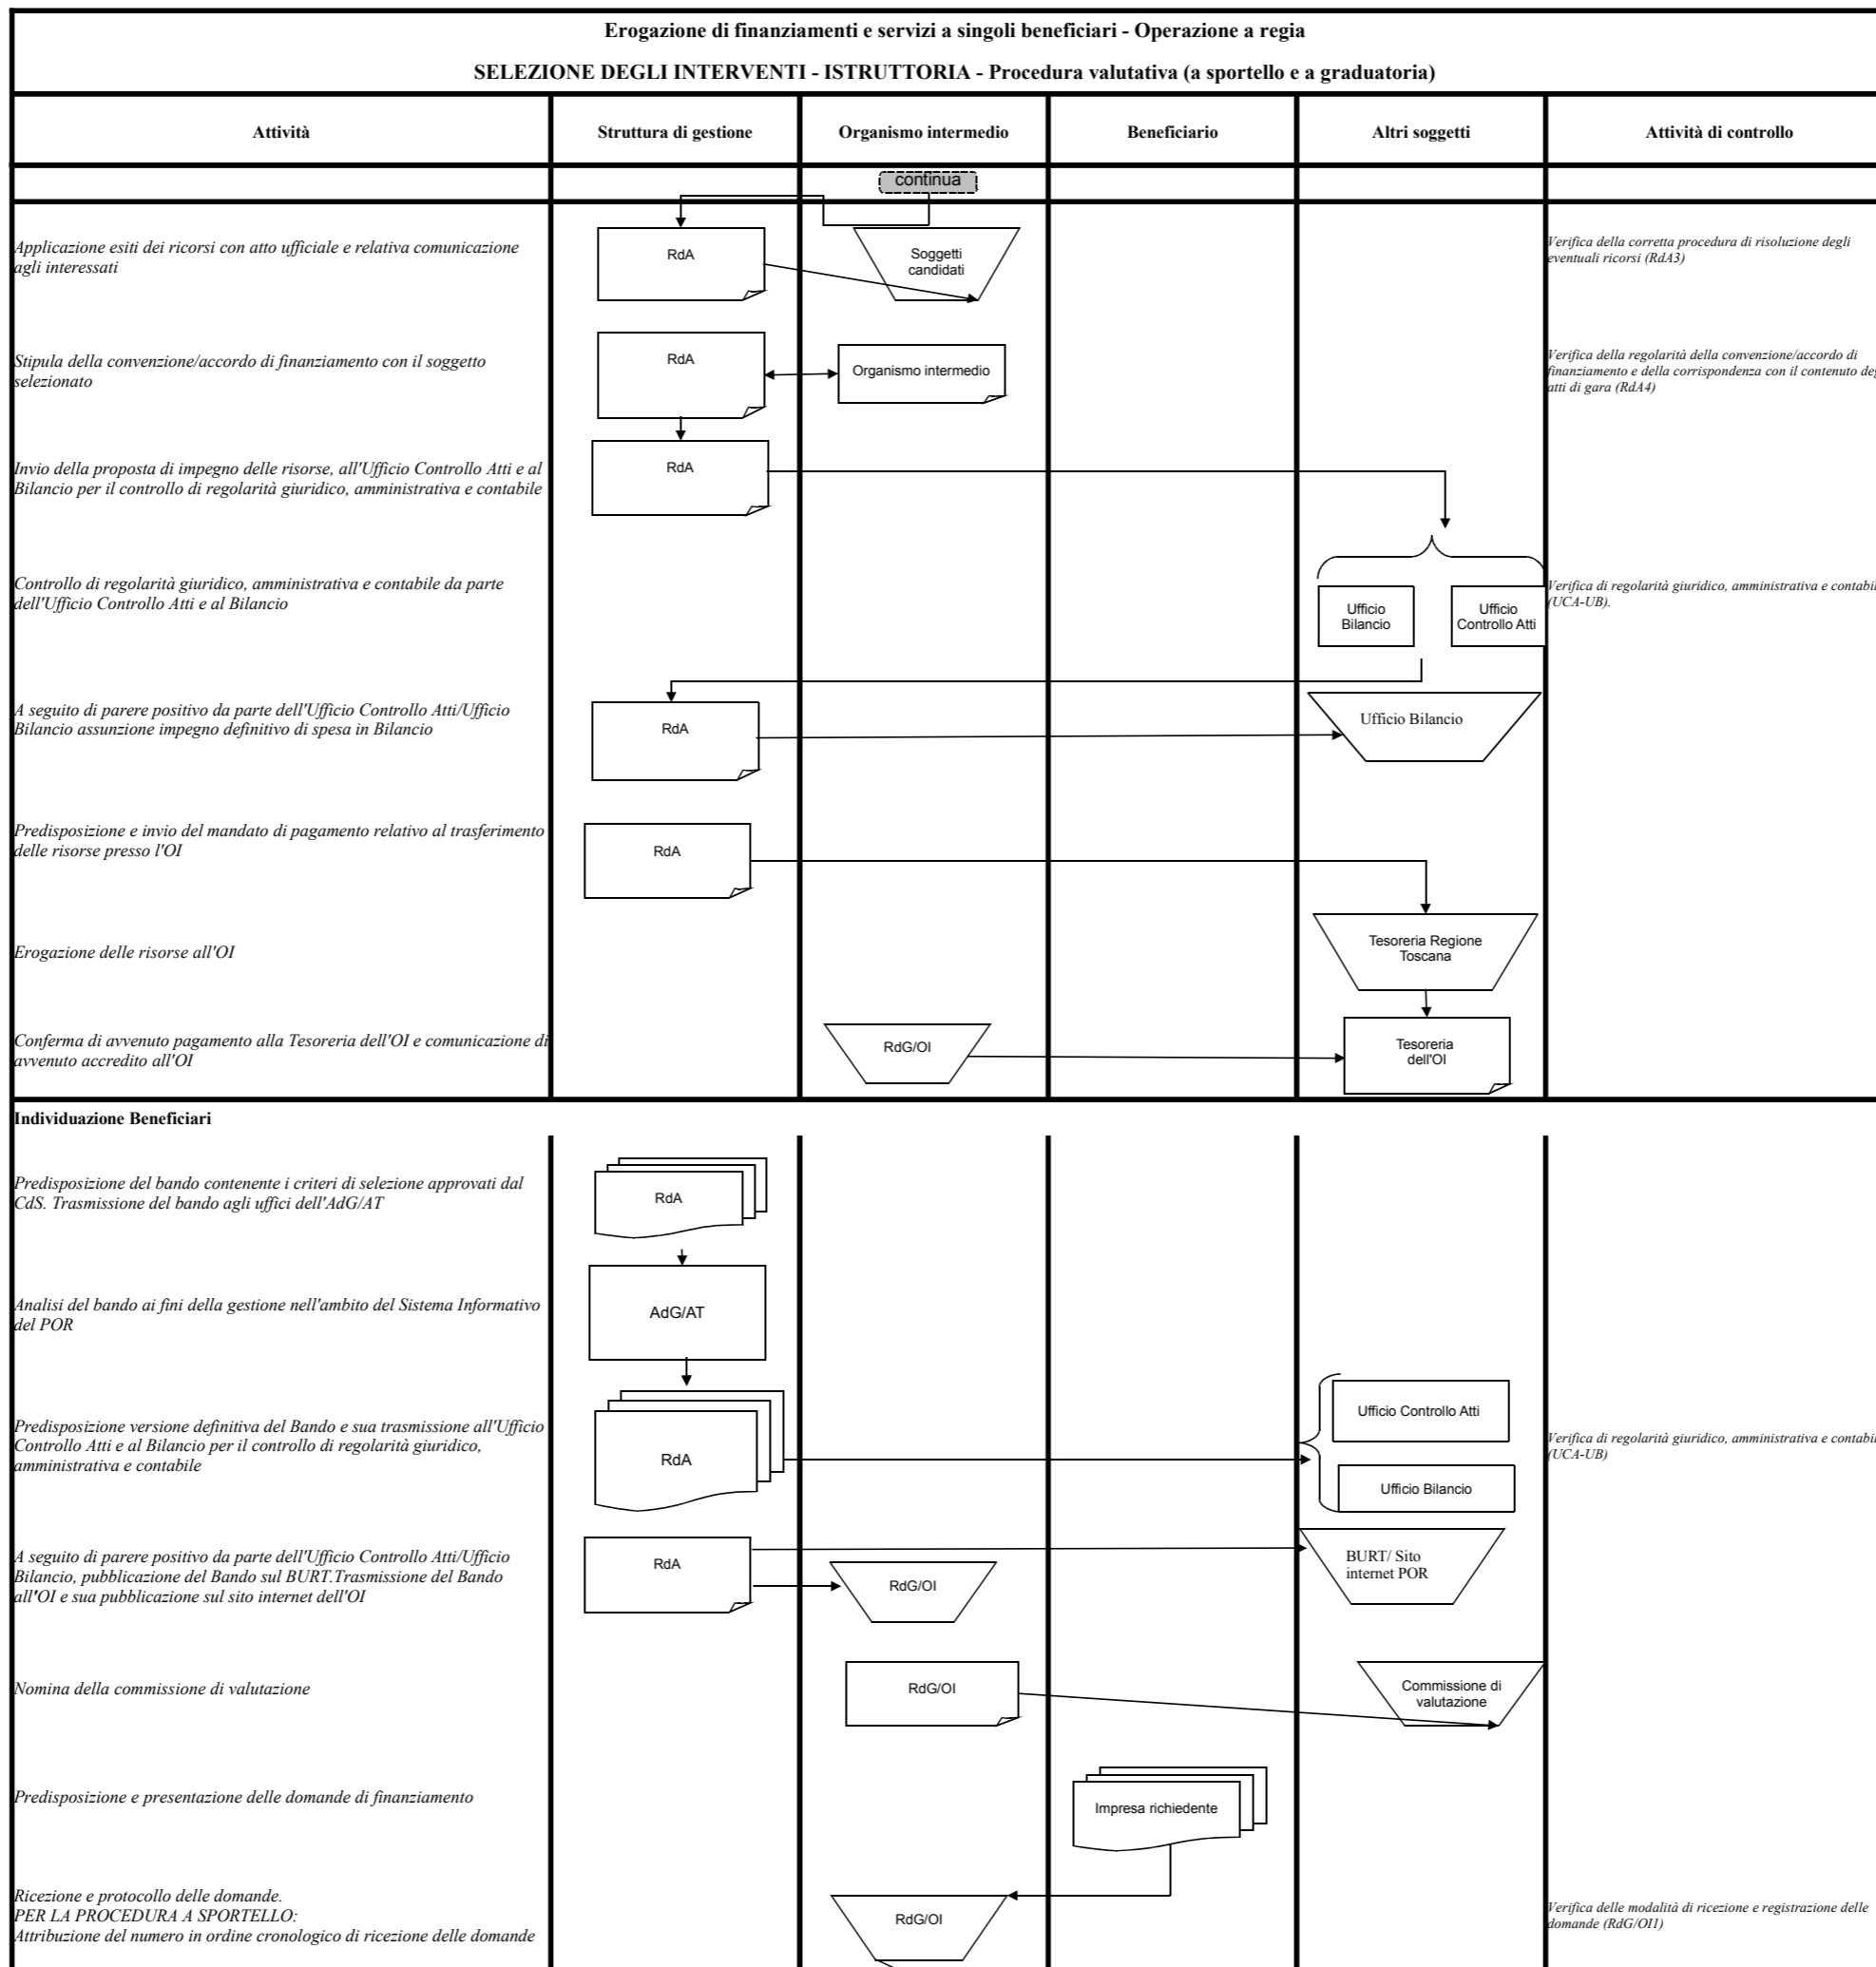 Erogazione di finanziamenti e servizi a singoli beneficiari - Operazione a regia
SELEZIONE DEGLI INTERVENTI - ISTRUTTORIA - Procedura valutativa (a sportello e a graduatoria)
Attività
Struttura di gestione
Organismo intermedio
Beneficiario
Altri soggetti
Attività di controllo
continua
Applicazione esiti dei ricorsi con atto ufficiale e relativa comunicazione
agli interessati
RdA
Soggetti
candidati
Verifica della corretta procedura di risoluzione degli
eventuali ricorsi (RdA3)
Stipula della convenzione/accordo di finanziamento con il soggetto
selezionato
RdA
Organismo intermedio
Verifica della regolarità della convenzione/accordo di
finanziamento e della corrispondenza con il contenuto deg
atti di gara (RdA4)
Invio della proposta di impegno delle risorse, all'Ufficio Controllo Atti e al
Bilancio per il controllo di regolarità giuridico, amministrativa e contabile
RdA
Controllo di regolarità giuridico, amministrativa e contabile da parte
dell'Ufficio Controllo Atti e al Bilancio
Ufficio
Bilancio
Ufficio
Controllo Atti
Verifica di regolarità giuridico, amministrativa e contabil
(UCA-UB).
A seguito di parere positivo da parte dell'Ufficio Controllo Atti/Ufficio
Bilancio assunzione impegno definitivo di spesa in Bilancio
RdA
Ufficio Bilancio
Predisposizione e invio del mandato di pagamento relativo al trasferimento
delle risorse presso l'OI
RdA
Erogazione delle risorse all'OI
Tesoreria Regione
Toscana
Conferma di avvenuto pagamento alla Tesoreria dell'OI e comunicazione di
avvenuto accredito all'OI
RdG/OI
Tesoreria
dell'OI
Individuazione Beneficiari
Predisposizione del bando contenente i criteri di selezione approvati dal
CdS. Trasmissione del bando agli uffici dell'AdG/AT
RdA
Analisi del bando ai fini della gestione nell'ambito del Sistema Informativo
del POR
AdG/AT
Predisposizione versione definitiva del Bando e sua trasmissione all'Ufficio
Controllo Atti e al Bilancio per il controllo di regolarità giuridico,
amministrativa e contabile
RdA
Ufficio Controllo Atti
Ufficio Bilancio
Verifica di regolarità giuridico, amministrativa e contabil
(UCA-UB)
A seguito di parere positivo da parte dell'Ufficio Controllo Atti/Ufficio
Bilancio, pubblicazione del Bando sul BURT.Trasmissione del Bando
all'OI e sua pubblicazione sul sito internet dell'OI
RdA
RdG/OI
BURT/ Sito
internet POR
Nomina della commissione di valutazione
RdG/OI
Commissione di
valutazione
Predisposizione e presentazione delle domande di finanziamento
Impresa richiedente
Ricezione e protocollo delle domande.
PER LA PROCEDURA A SPORTELLO:
Attribuzione del numero in ordine cronologico di ricezione delle domande
RdG/OI
Verifica delle modalità di ricezione e registrazione delle
domande (RdG/OI1)